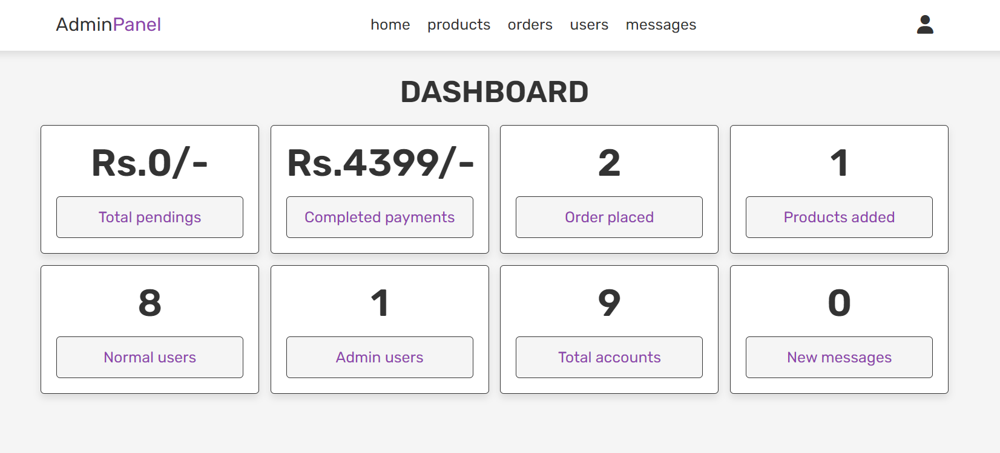 AdminPanel home products orders users messages
DASHBOARD
Rs.0/-
Total pendings
Rs.4399/-
Completed payments
2
Order placed
1
Products added
8
Normal users
1
Admin users
9
Total accounts
0
New messages